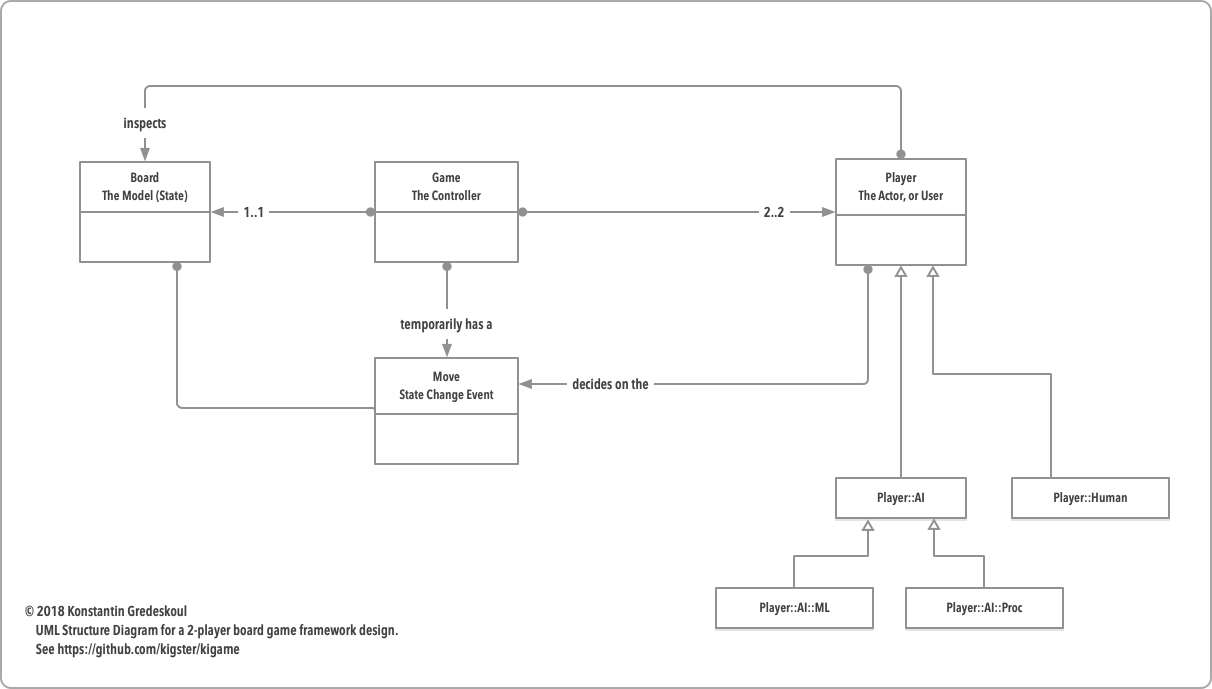 inspects
Board
The Model (State)
Game
The Controller
Player
The Actor, or User
1..1
2..2
temporarily has a
Move
State Change Event
decides on the
Player::AI
Player::Human
Player::AI::ML
Player::AI::Proc
© 2018 Konstantin Gredeskoul
UML Structure Diagram for a 2-player board game framework design.
See https://github.com/kigster/kigame